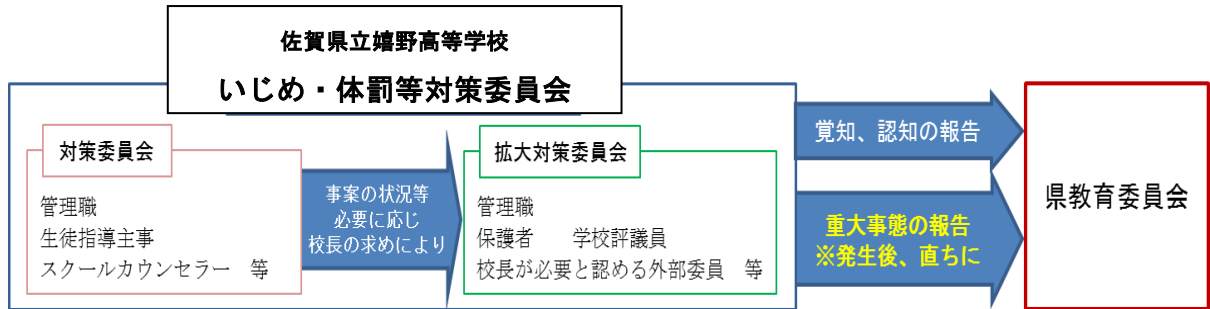 佐賀県立嬉野高等学校
いじめ・体罰等対策委員会
対策委員会
管理職
生徒指導主事
スクールカウンセラー　等
事案の状況等
必要に応じ
校長の求めにより
拡大対策委員会
管理職
保護者　　学校評議員
校長が必要と認める外部委員　等
覚知、認知の報告
重大事態の報告
※発生後、直ちに
県教育委員会